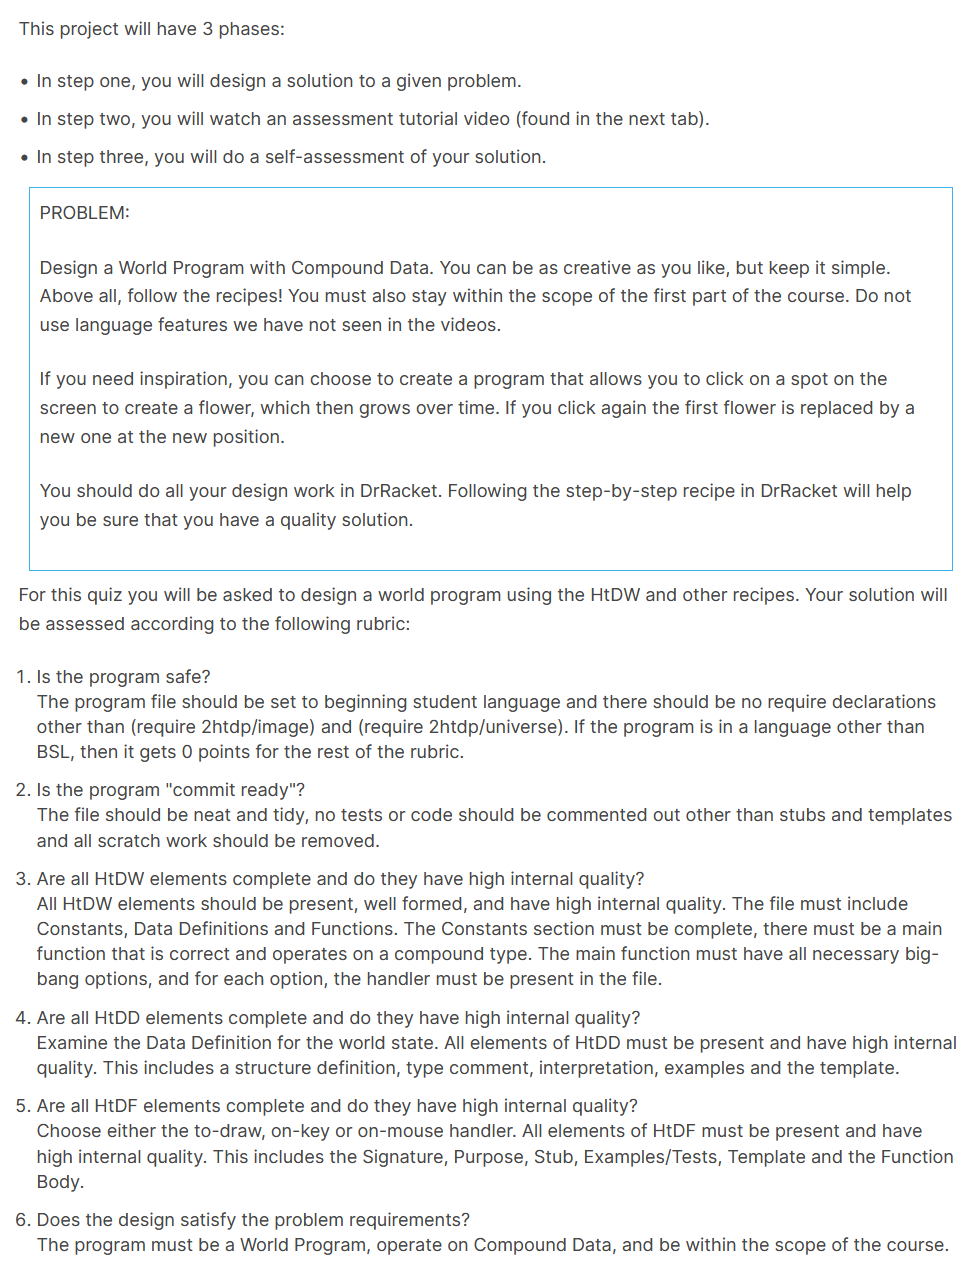 This project will have 3 phases:
• In step one, you will design a solution to a given problem.
• In step two, you will watch an assessment tutorial video (found in the next tab).
• In step three, you will do a self-assessment of your solution.
PROBLEM:
Design a World Program with Compound Data. You can be as creative as you like, but keep it simple.
Above all, follow the recipes! You must also stay within the scope of the first part of the course. Do not
use language features we have not seen in the videos.
If you need inspiration, you can choose to create a program that allows you to click on a spot on the
screen to create a flower, which then grows over time. If you click again the first flower is replaced by a
new one at the new position.
You should do all your design work in DrRacket. Following the step-by-step recipe in DrRacket will help
you be sure that you have a quality solution.
For this quiz you will be asked to design a world program using the HtDW and other recipes. Your solution will
be assessed according to the following rubric:
1. Is the program safe?
The program file should be set to beginning student language and there should be no require declarations
other than (require 2htdp/image) and (require 2htdp/universe). If the program is in a language other than
BSL, then it gets 0 points for the rest of the rubric.
2. Is the program "commit ready"?
The file should be neat and tidy, no tests or code should be commented out other than stubs and templates
and all scratch work should be removed.
3. Are all HtDW elements complete and do they have high internal quality?
All HtDW elements should be present, well formed, and have high internal quality. The file must include
Constants, Data Definitions and Functions. The Constants section must be complete, there must be a main
function that is correct and operates on a compound type. The main function must have all necessary big-
bang options, and for each option, the handler must be present in the file.
4. Are all HtDD elements complete and do they have high internal quality?
Examine the Data Definition for the world state. All elements of HtDD must be present and have high internal
quality. This includes a structure definition, type comment, interpretation, examples and the template.
5. Are all HtDF elements complete and do they have high internal quality?
Choose either the to-draw, on-key or on-mouse handler. All elements of HtDF must be present and have
high internal quality. This includes the Signature, Purpose, Stub, Examples/Tests, Template and the Function
Body.
6. Does the design satisfy the problem requirements?
The program must be a World Program, operate on Compound Data, and be within the scope of the course.